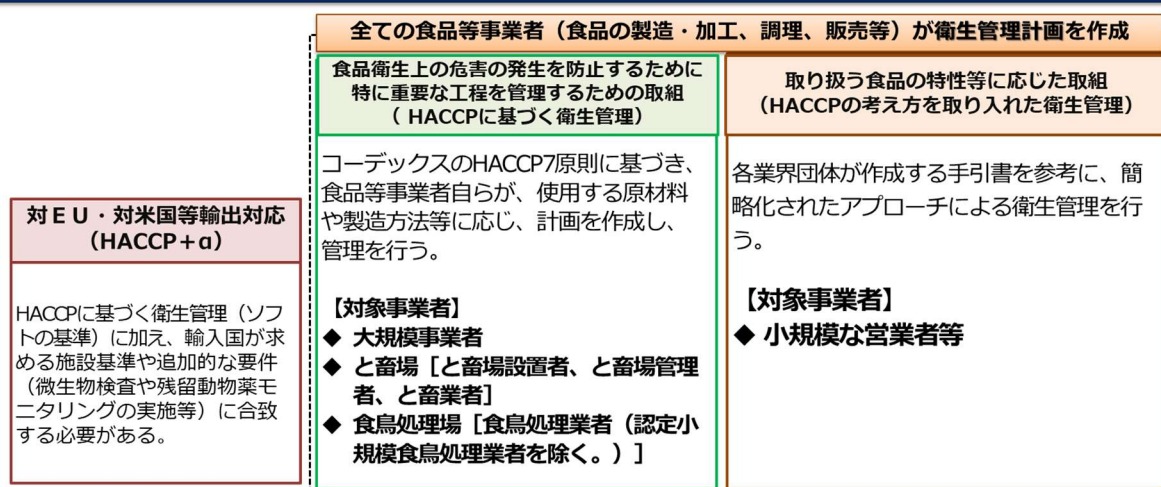 全ての食品等事業者（食品の製造・加工、調理、販売等）が衛生管理計画を作成
食品衛生上の危害の発生を防止するために
特に重要な工程を管理するための取組
（ HACCPに基づく衛生管理）
コーデックスのHACCP7原則に基づき、
食品等事業者自らが、使用する原材料
や製造方法等に応じ、計画を作成し、
管理を行う。
【対象事業者】
◆ 大規模事業者
◆ と畜場［と畜場設置者、と畜場管理
者、と畜業者］
◆ 食鳥処理場［食鳥処理業者（認定小
規模食鳥処理業者を除く。）］
取り扱う食品の特性等に応じた取組
（HACCPの考え方を取り入れた衛生管理）
各業界団体が作成する手引書を参考に、簡
略化されたアプローチによる衛生管理を行
う。
【対象事業者】
◆ 小規模な営業者等
対ＥＵ・対米国等輸出対応
（HACCP＋α）
HACCPに基づく衛生管理（ソフ
トの基準）に加え、輸入国が求
める施設基準や追加的な要件
（微生物検査や残留動物薬モ
ニタリングの実施等）に合致
する必要がある。